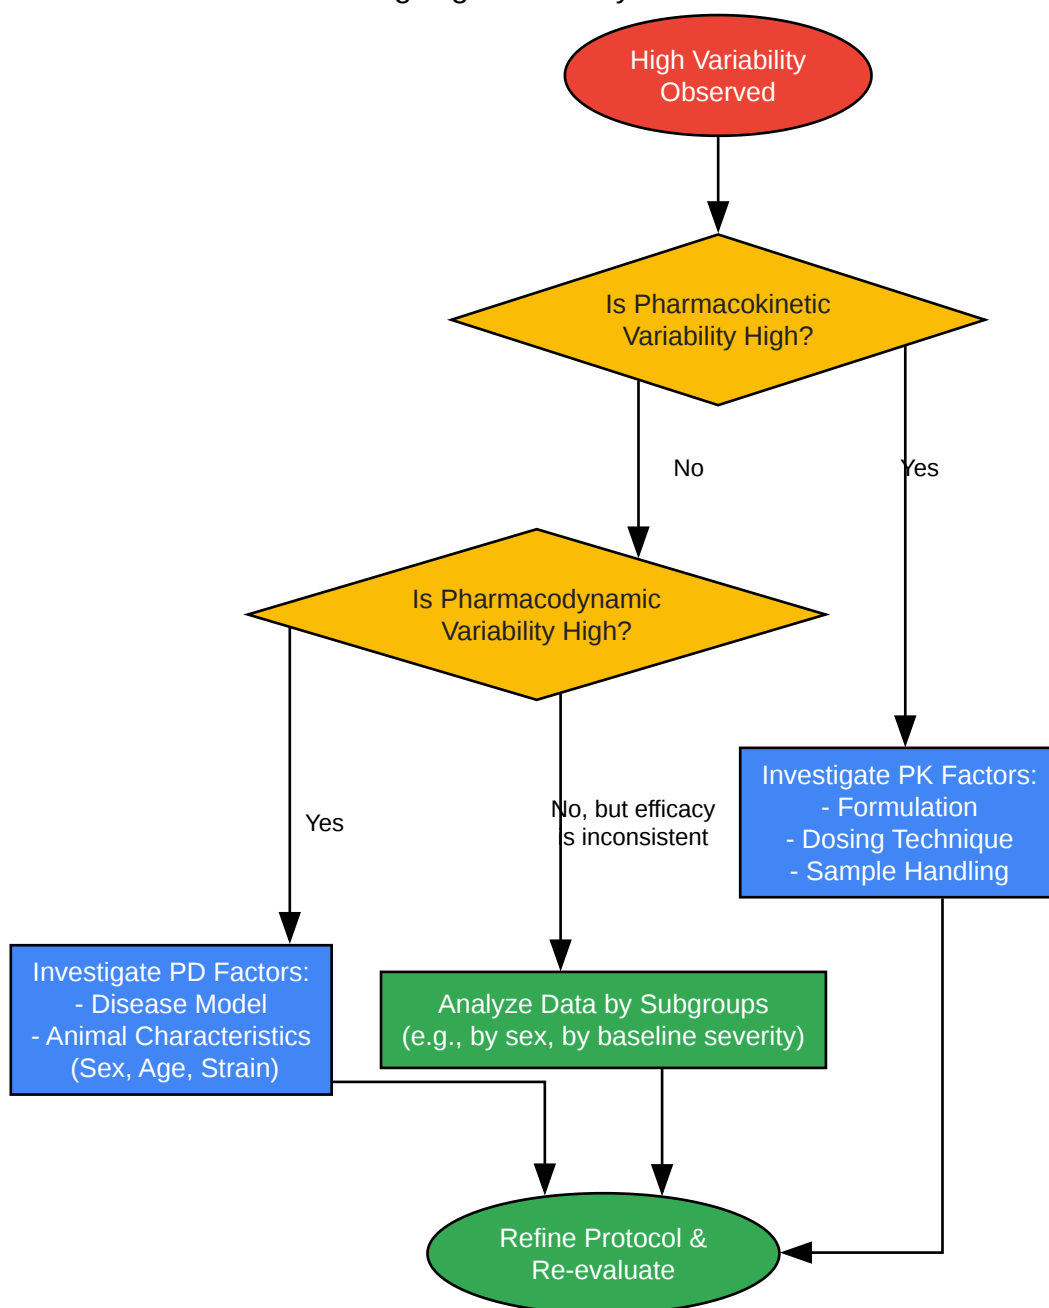 High Variability
Observed
Is Pharmacokinetic
Variability High?
No
Yes
Is Pharmacodynamic
Variability High?
Yes
No, but efficacy
is inconsistent
Investigate PK Factors:
- Formulation
- Dosing Technique
- Sample Handling
Investigate PD Factors:
- Disease Model
- Animal Characteristics
(Sex, Age, Strain)
Analyze Data by Subgroups
(e.g., by sex, by baseline severity)
Refine Protocol &
Re-evaluate